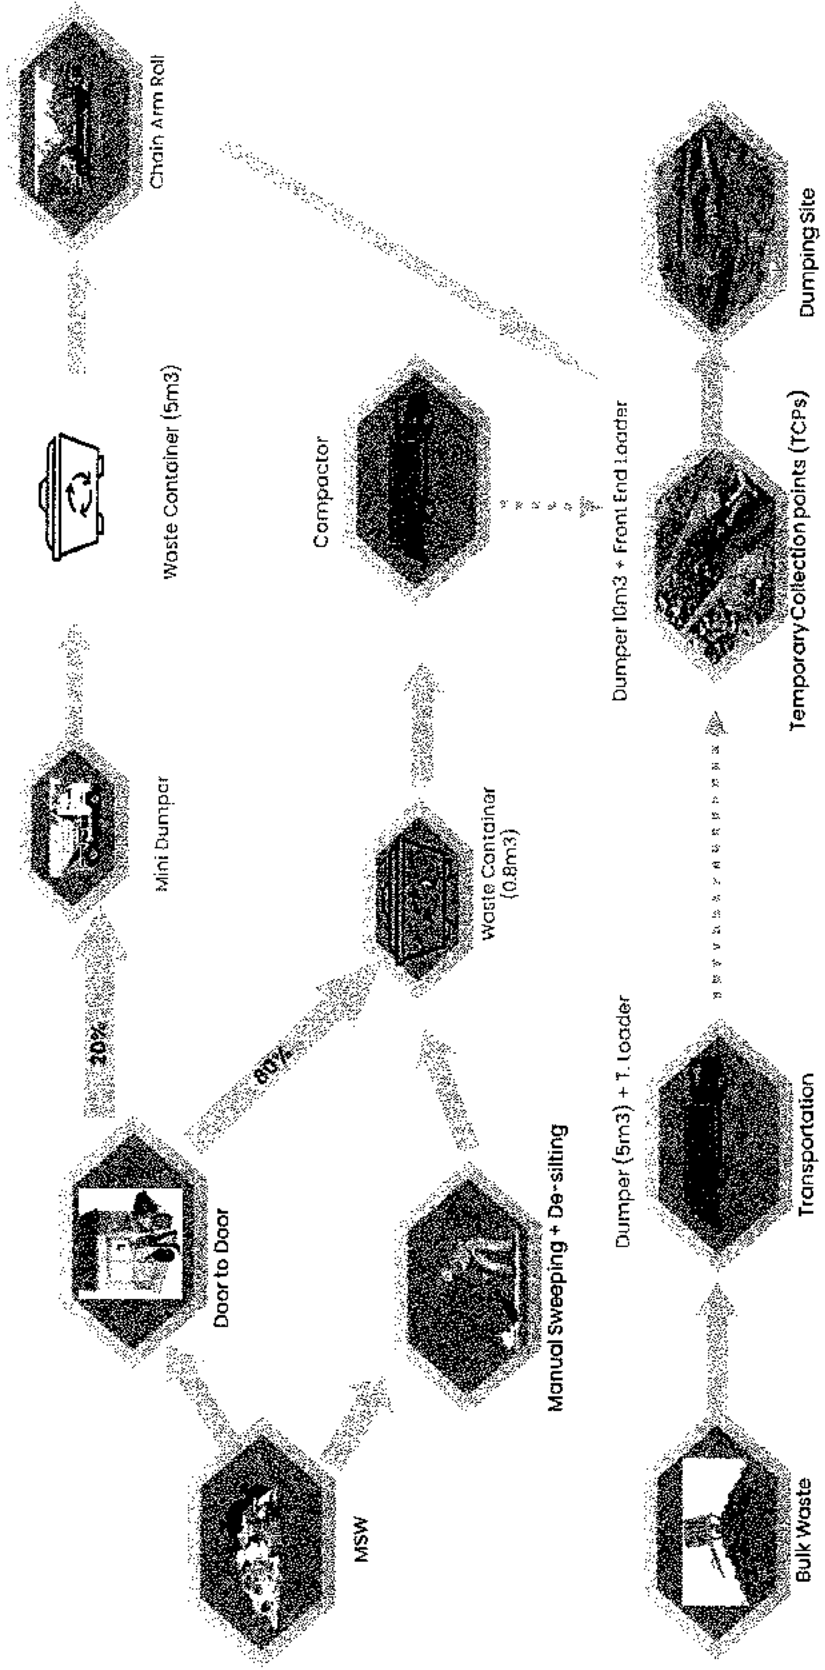 Chain Arm Roll
Waste Container (5m3)
Mini Dumper
20%
Door to Door
80%
MSW
Compactor
Waste Container
(0.8m3)
Manual Sweeping + De-silting
Dumper 10m3 + Front End Loader
Temporary Collection points (TCPs)
Dumping Site
Dumper (5m3) + T. Loader
Transportation
Bulk Waste